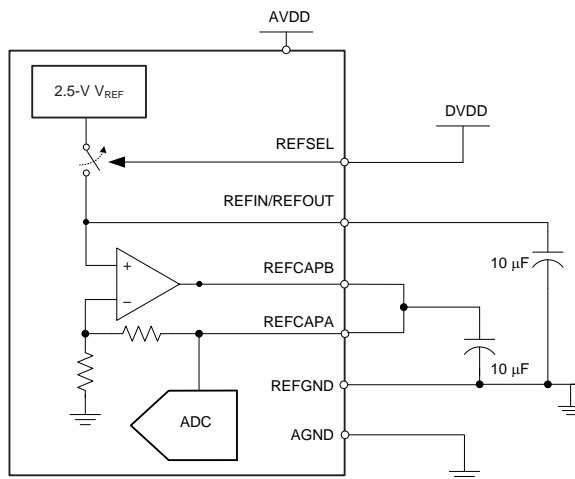 AVDD
2.5-V VREF
DVDD
REFSEL
REFIN/REFOUT
+
REFCAPB
10 μF
−
REFCAPA
10 μF
REFGND
ADC
AGND